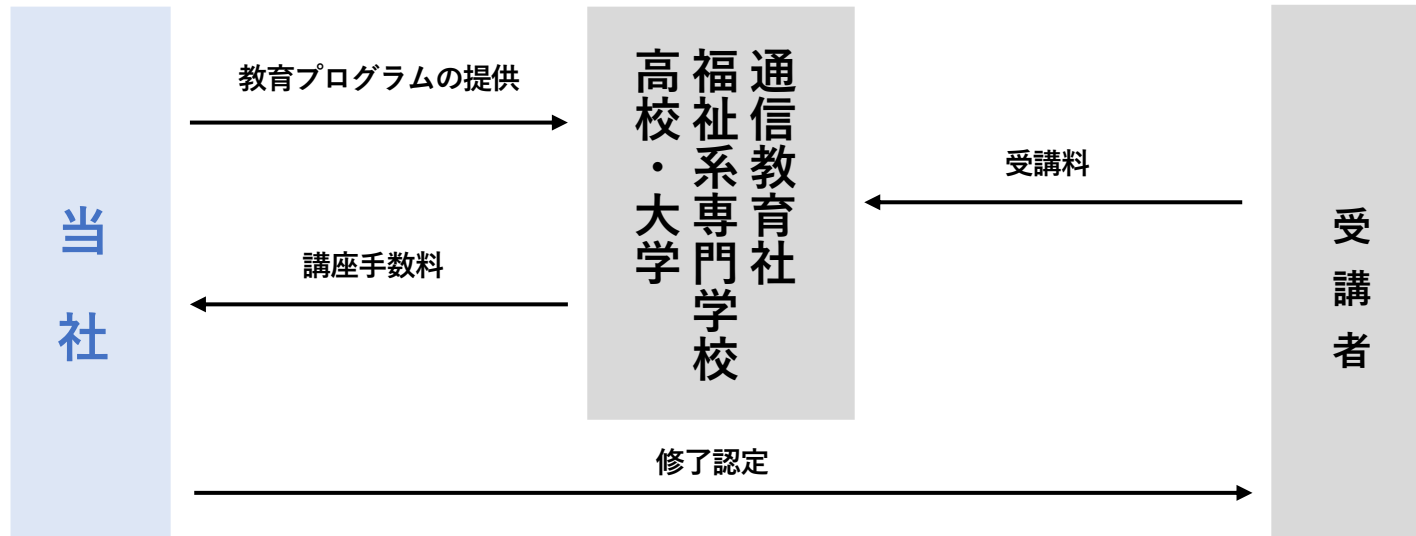 当社
教育プログラムの提供
講座手数料
通信教育社
福祉系専門学校
高校・大学
受講料
修了認定
受講者